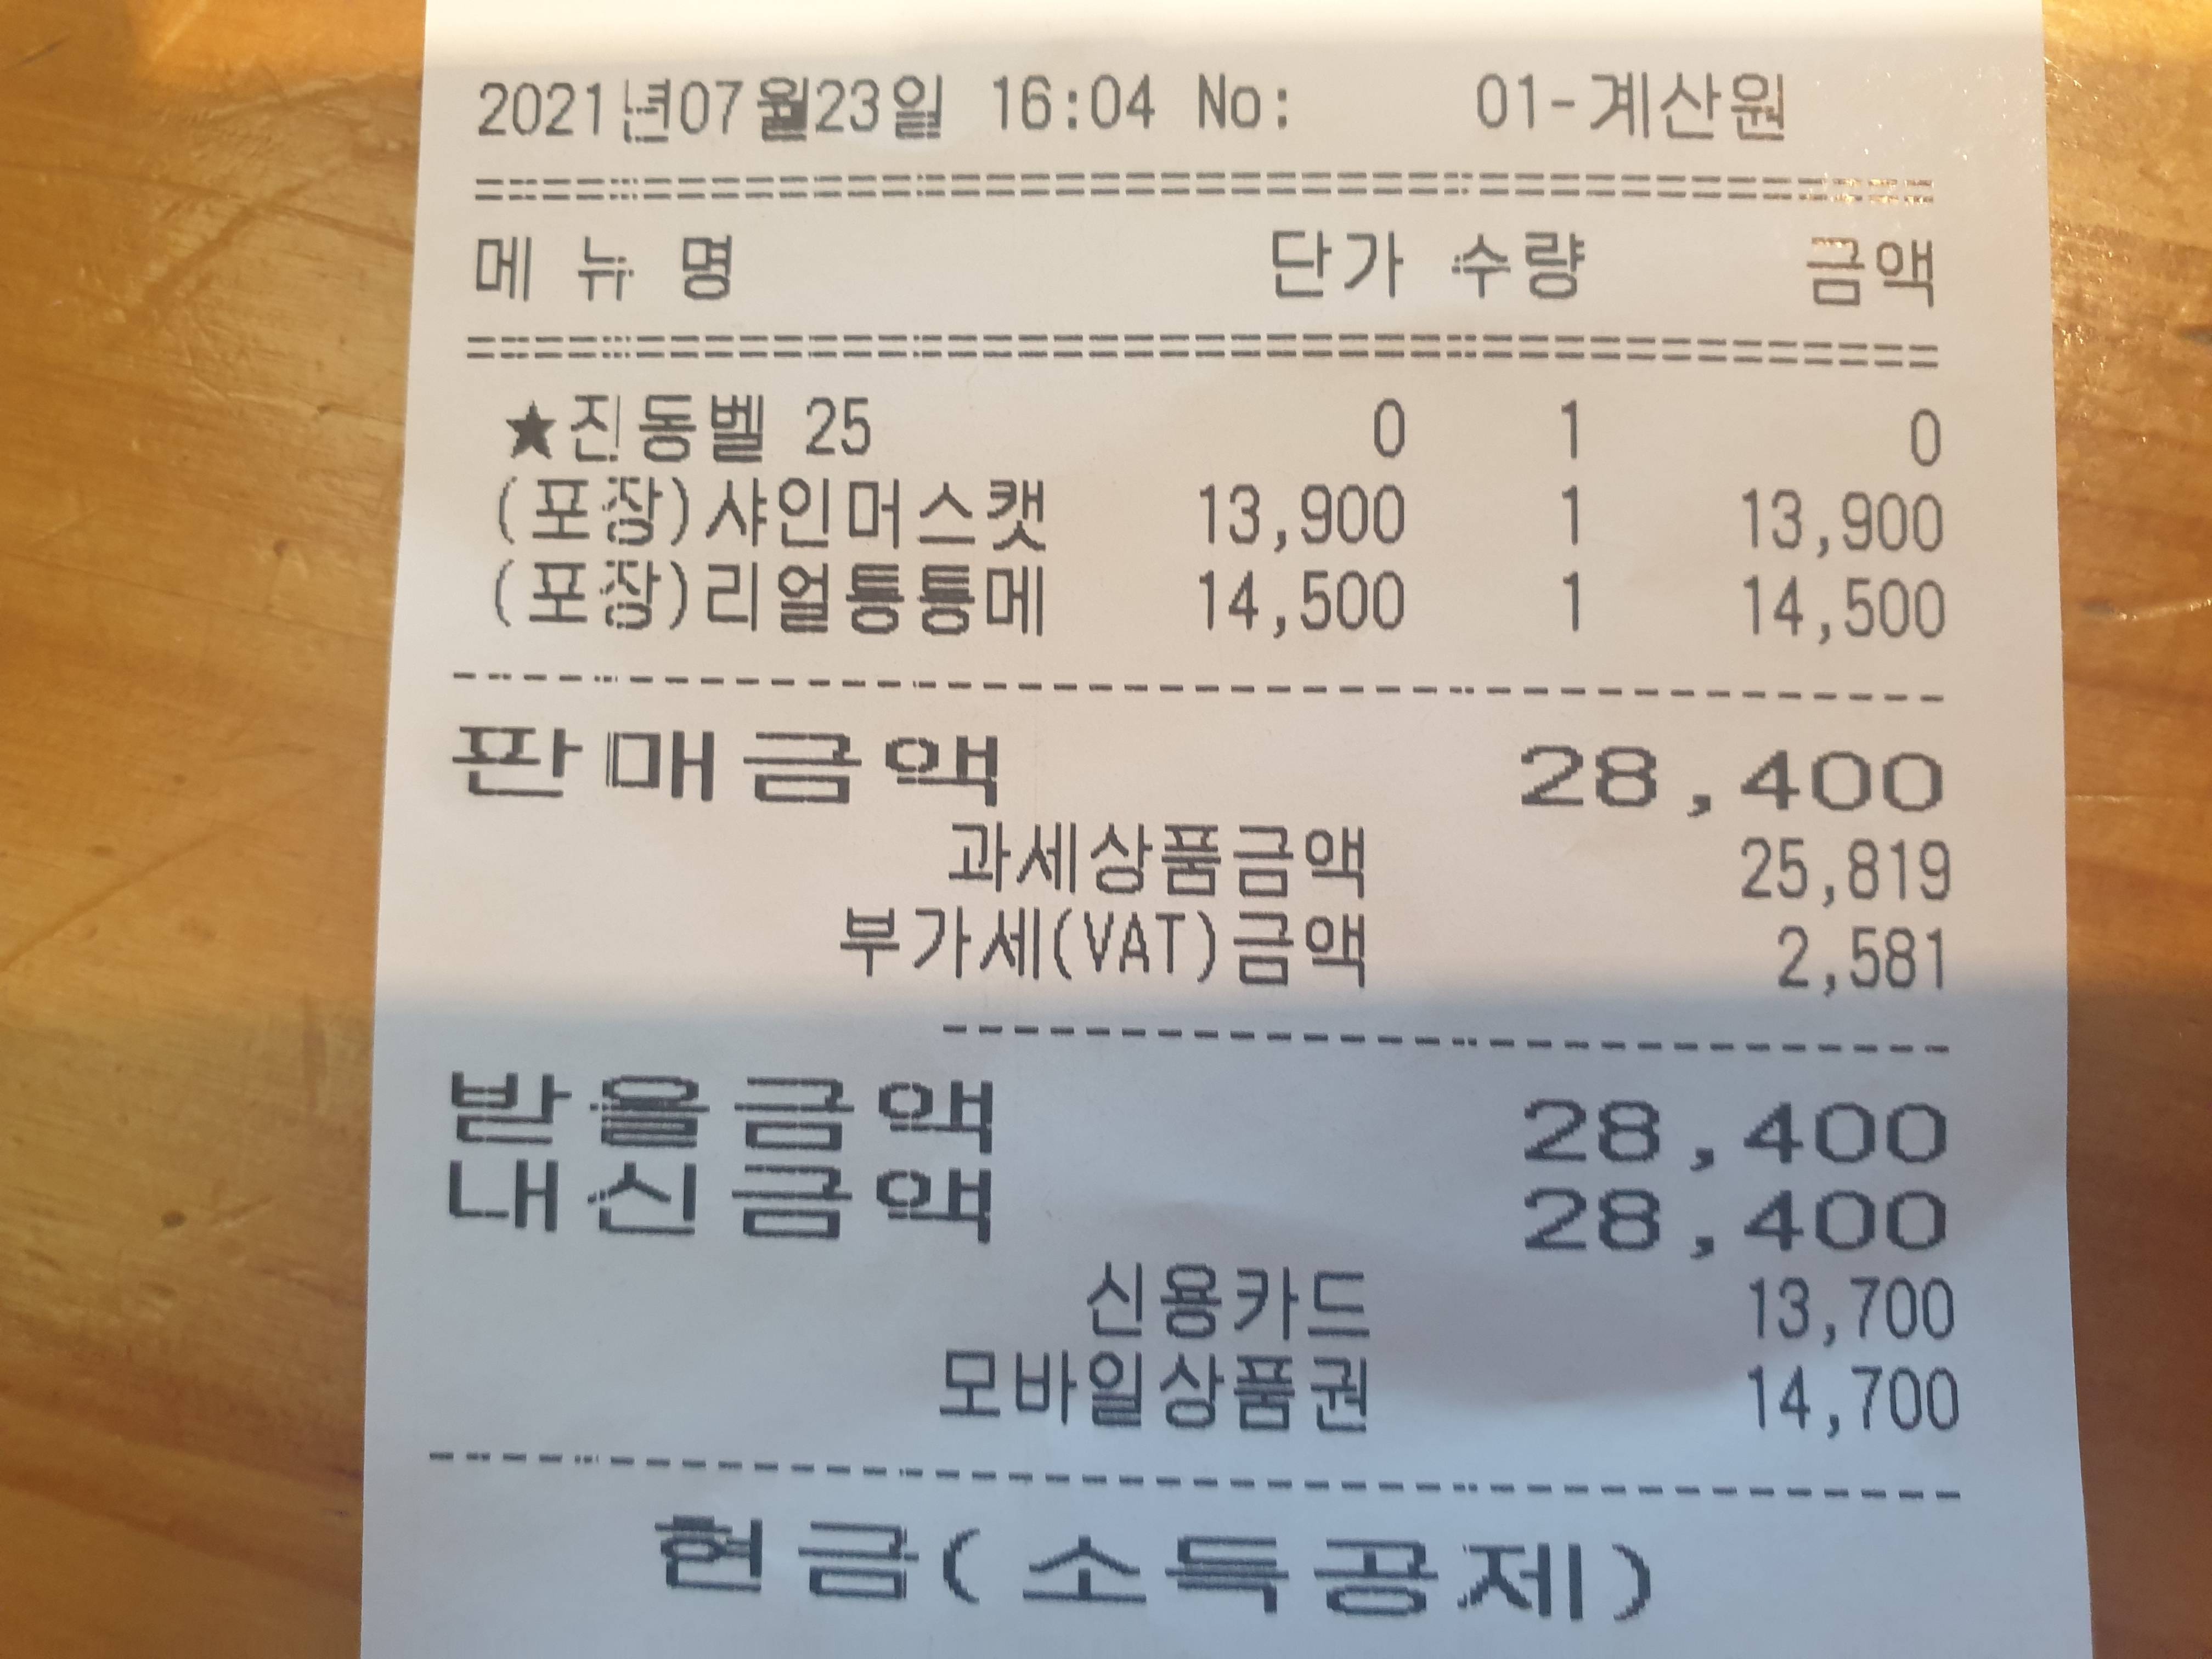 2021년07월23일 16:04 No: 01-계산원
==========================================
메 뉴 명 단가 수량 금액
==========================================
★진동벨 25 0 1 0
(포장)샤인머스캣 13,900 1 13,900
(포장)리얼통통메 14,500 1 14,500
------------------------------------------
판매금액 28,400
과세상품금액 25,819
부가세(VAT)금액 2,581
----------------------------
받을금액 28,400
내신금액 28,400
신용카드 13,700
모바일상품권 14,700
------------------------------------------
현금(소득공제)